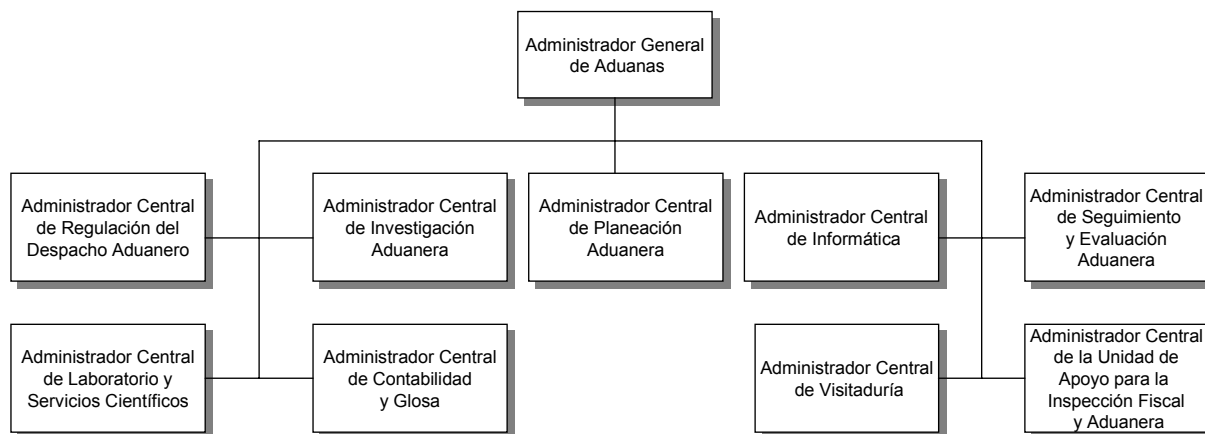 Administrador General
de Aduanas
Administrador Central
de Regulación del
Despacho Aduanero
Administrador Central
de Investigación
Aduanera
Administrador Central
de Planeación
Aduanera
Administrador Central
de Informática
Administrador Central
de Seguimiento
y Evaluación
Aduanera
Administrador Central
de Laboratorio y
Servicios Científicos
Administrador Central
de Contabilidad
y Glosa
Administrador Central
de Visitaduría
Administrador Central
de la Unidad de
Apoyo para la
Inspección Fiscal
y Aduanera